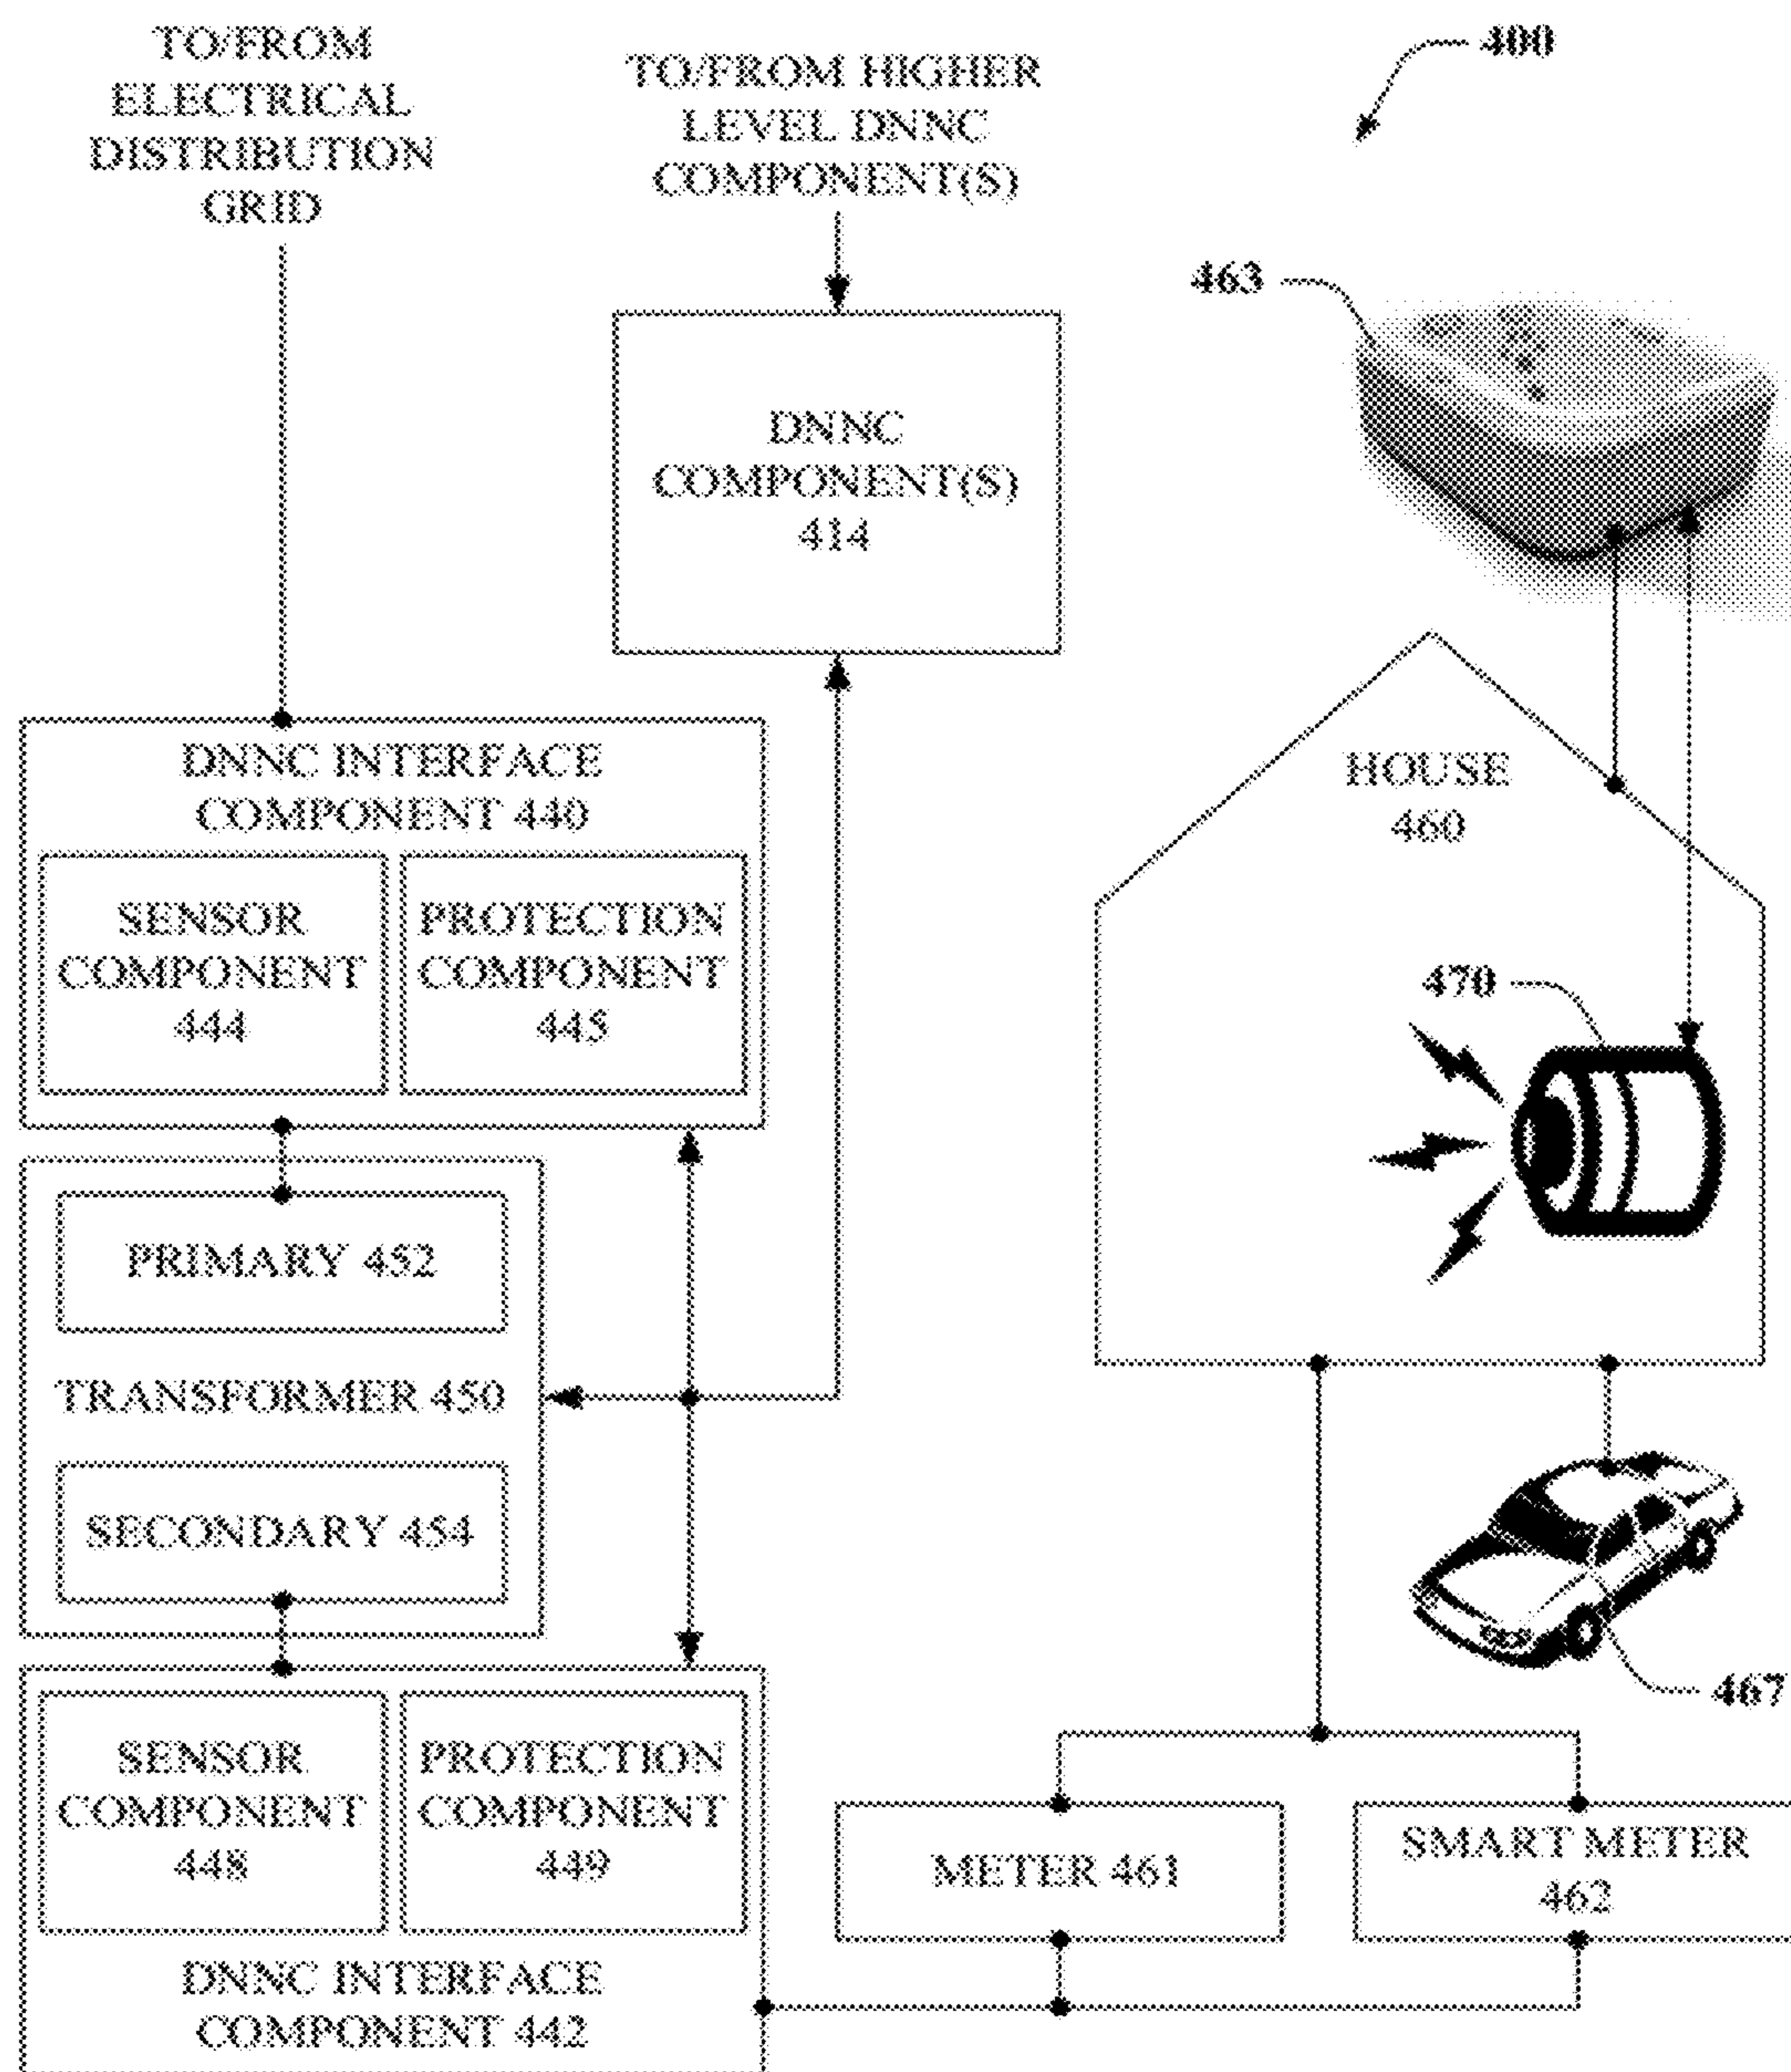 TO/FROM
ELECTRICAL
DISTRIBUTION
GRID
TO/FROM HIGHER
LEVEL DNNC
COMPONENT(S)
400
463
DNNC
COMPONENT(S)
414
DNNC INTERFACE
COMPONENT 440
SENSOR
COMPONENT
444
PROTECTION
COMPONENT
445
HOUSE
460
470
PRIMARY 452
TRANSFORMER 450
SECONDARY 454
467
SENSOR
COMPONENT
448
PROTECTION
COMPONENT
449
DNNC INTERFACE
COMPONENT 442
METER 461
SMART METER
462